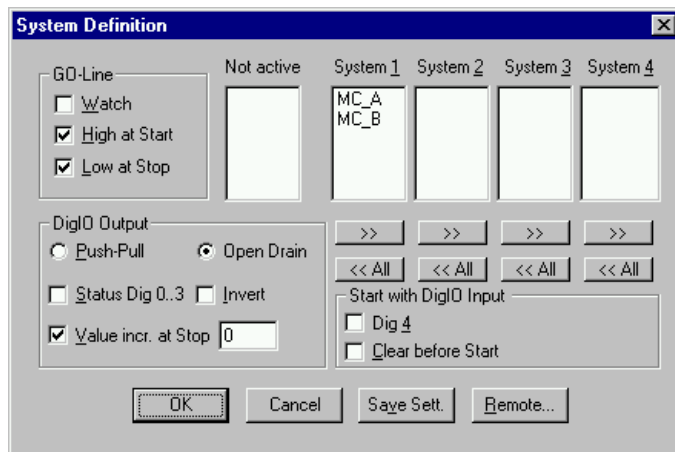 System Definition
GO-Line
Watch
High at Start
Low at Stop
Not active
System 1
MC_A
MC_B
System 2
System 3
System 4
>>
>>
>>
>>
<< All
<< All
<< All
<< All
DigIO Output
Push-Pull
Open Drain
Status Dig 0..3
Invert
Value incr. at Stop
0
Start with DigIO Input
Dig 4
Clear before Start
OK
Cancel
Save Sett.
Remote...